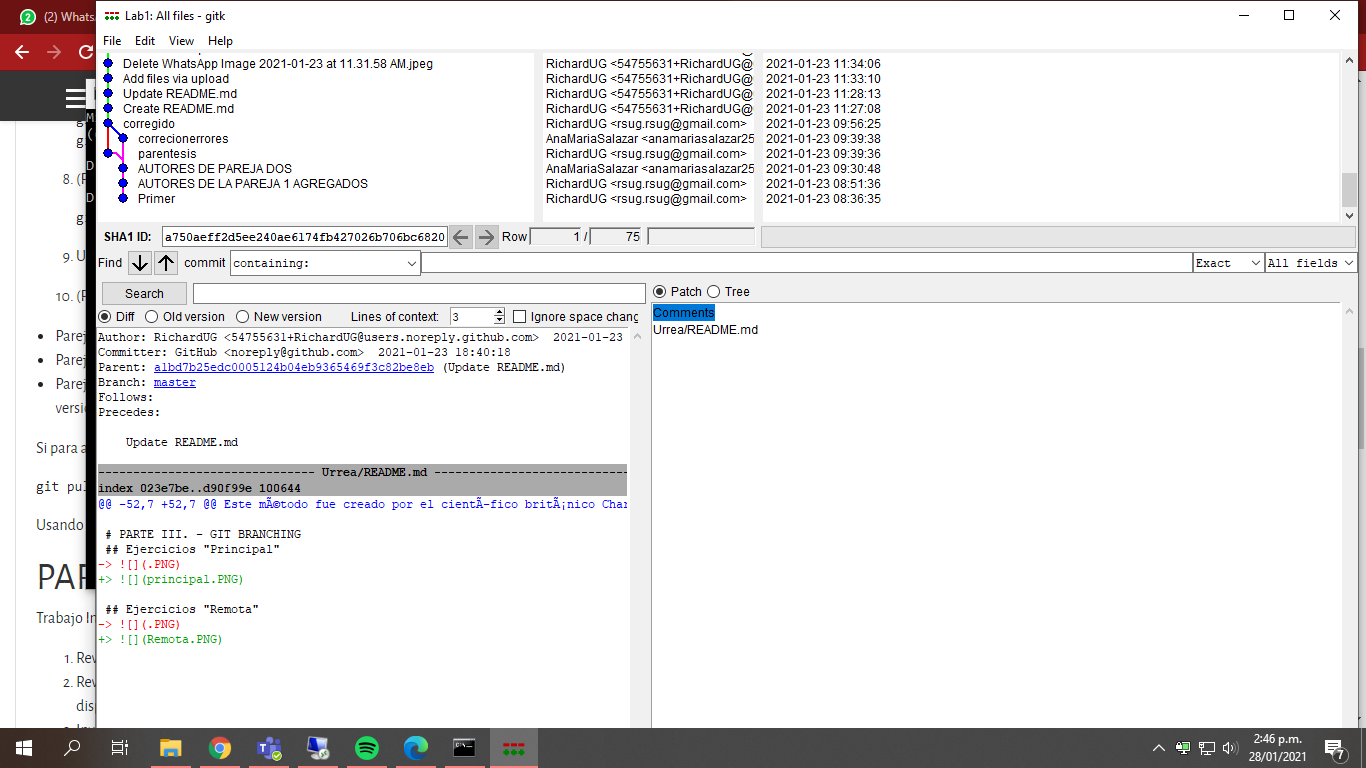 (2) Whats
Lab1: All files - gitk
File Edit View Help
Delete WhatsApp Image 2021-01-23 at 11.31.58 AM.jpeg RichardUG <54755631+RichardUG@ 2021-01-23 11:34:06
Add files via upload RichardUG <54755631+RichardUG@ 2021-01-23 11:33:10
Update README.md RichardUG <54755631+RichardUG@ 2021-01-23 11:28:13
Create README.md RichardUG <54755631+RichardUG@ 2021-01-23 11:27:08
corregido RichardUG <rsug.rsug@gmail.com> 2021-01-23 09:56:25
correcionerrores AnaMariaSalazar <anamariasalazar25 2021-01-23 09:39:38
parentesis RichardUG <rsug.rsug@gmail.com> 2021-01-23 09:39:36
AUTORES DE PAREJA DOS AnaMariaSalazar <anamariasalazar25 2021-01-23 09:30:48
AUTORES DE LA PAREJA 1 AGREGADOS RichardUG <rsug.rsug@gmail.com> 2021-01-23 08:51:36
Primer RichardUG <rsug.rsug@gmail.com> 2021-01-23 08:36:35
SHA1 ID: a750aeff2d5ee240ae6174fb427026b706bc6820 Row 1 / 75
Find commit containing: Exact All fields
Search
Diff Old version New version Lines of context: 3 Ignore space chang
Patch Tree
Comments
Urrea/README.md
Author: RichardUG <54755631+RichardUG@users.noreply.github.com> 2021-01-23
Committer: GitHub <noreply@github.com> 2021-01-23 18:40:18
Parent: a1bd7b25edc0005124b04eb9365469f3c82be8eb (Update README.md)
Branch: master
Follows:
Precedes:
Update README.md
------------------------------- Urrea/README.md ----------------------------
index 023e7be..d90f99e 100644
@@ -52,7 +52,7 @@ Este mÃ©todo fue creado por el cientÃ­fico britÃ¡nico Char
# PARTE III. - GIT BRANCHING
## Ejercicios "Principal"
-> ![](.PNG)
+> ![](principal.PNG)
## Ejercicios "Remota"
-> ![](.PNG)
+> ![](Remota.PNG)
8. (P
9. U
10. (P
Parej
Parej
Parej
versió
Si para a
git pul
Usando
PAR
Trabajo In
1. Rev
2. Rev
dis
2:46 p.m.
28/01/2021
7